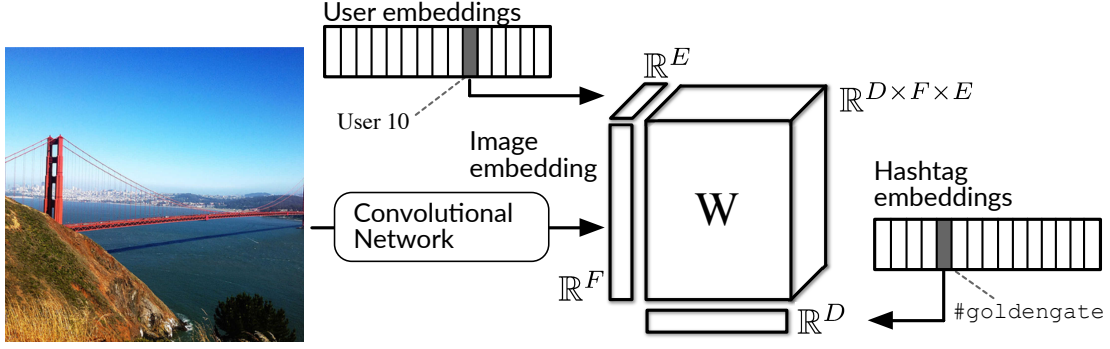 User embeddings
User 10
ℝ^E
ℝ^{D×F×E}
Image
embedding
Convolutional
Network
ℝ^F
W
Hashtag
embeddings
#goldengate
ℝ^D